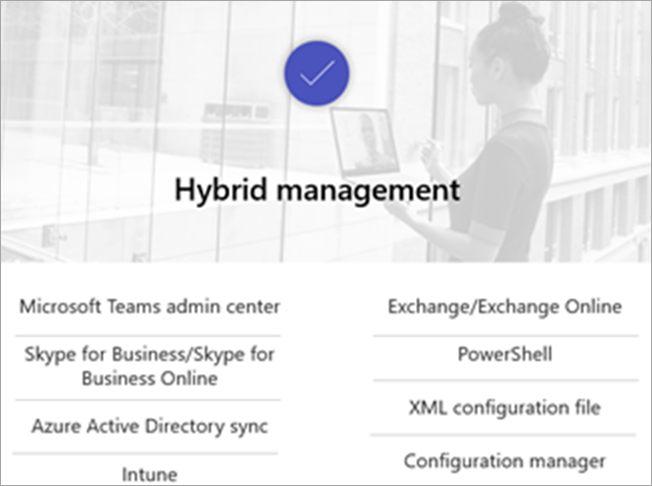 Hybrid management
Microsoft Teams admin center
Skype for Business/Skype for
Business Online
Azure Active Directory sync
Intune
Exchange/Exchange Online
PowerShell
XML configuration file
Configuration manager